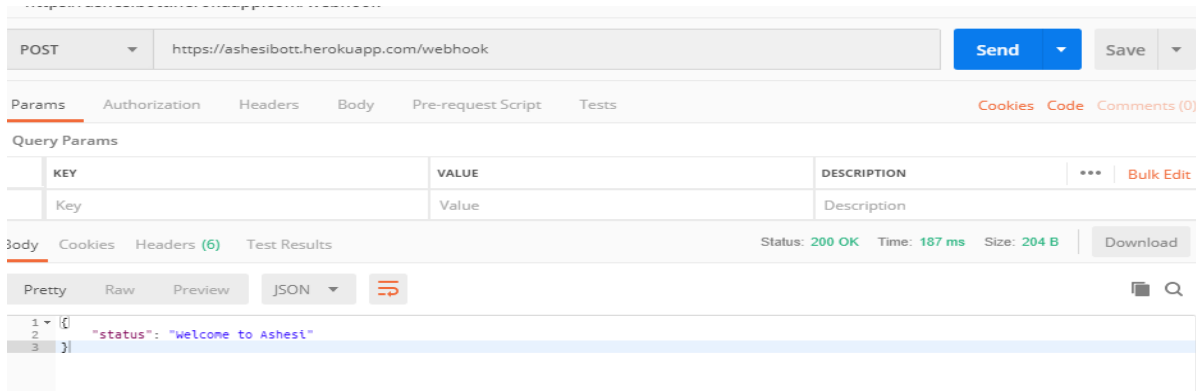 POST https://ashesibott.herokuapp.com/webhook Send Save
Params Authorization Headers Body Pre-request Script Tests Cookies Code Comments (0)
Query Params
KEY VALUE DESCRIPTION ••• Bulk Edit
Key Value Description
Body Cookies Headers (6) Test Results Status: 200 OK Time: 187 ms Size: 204 B Download
Pretty Raw Preview JSON
1 {
2 "status": "Welcome to Ashesi"
3 }